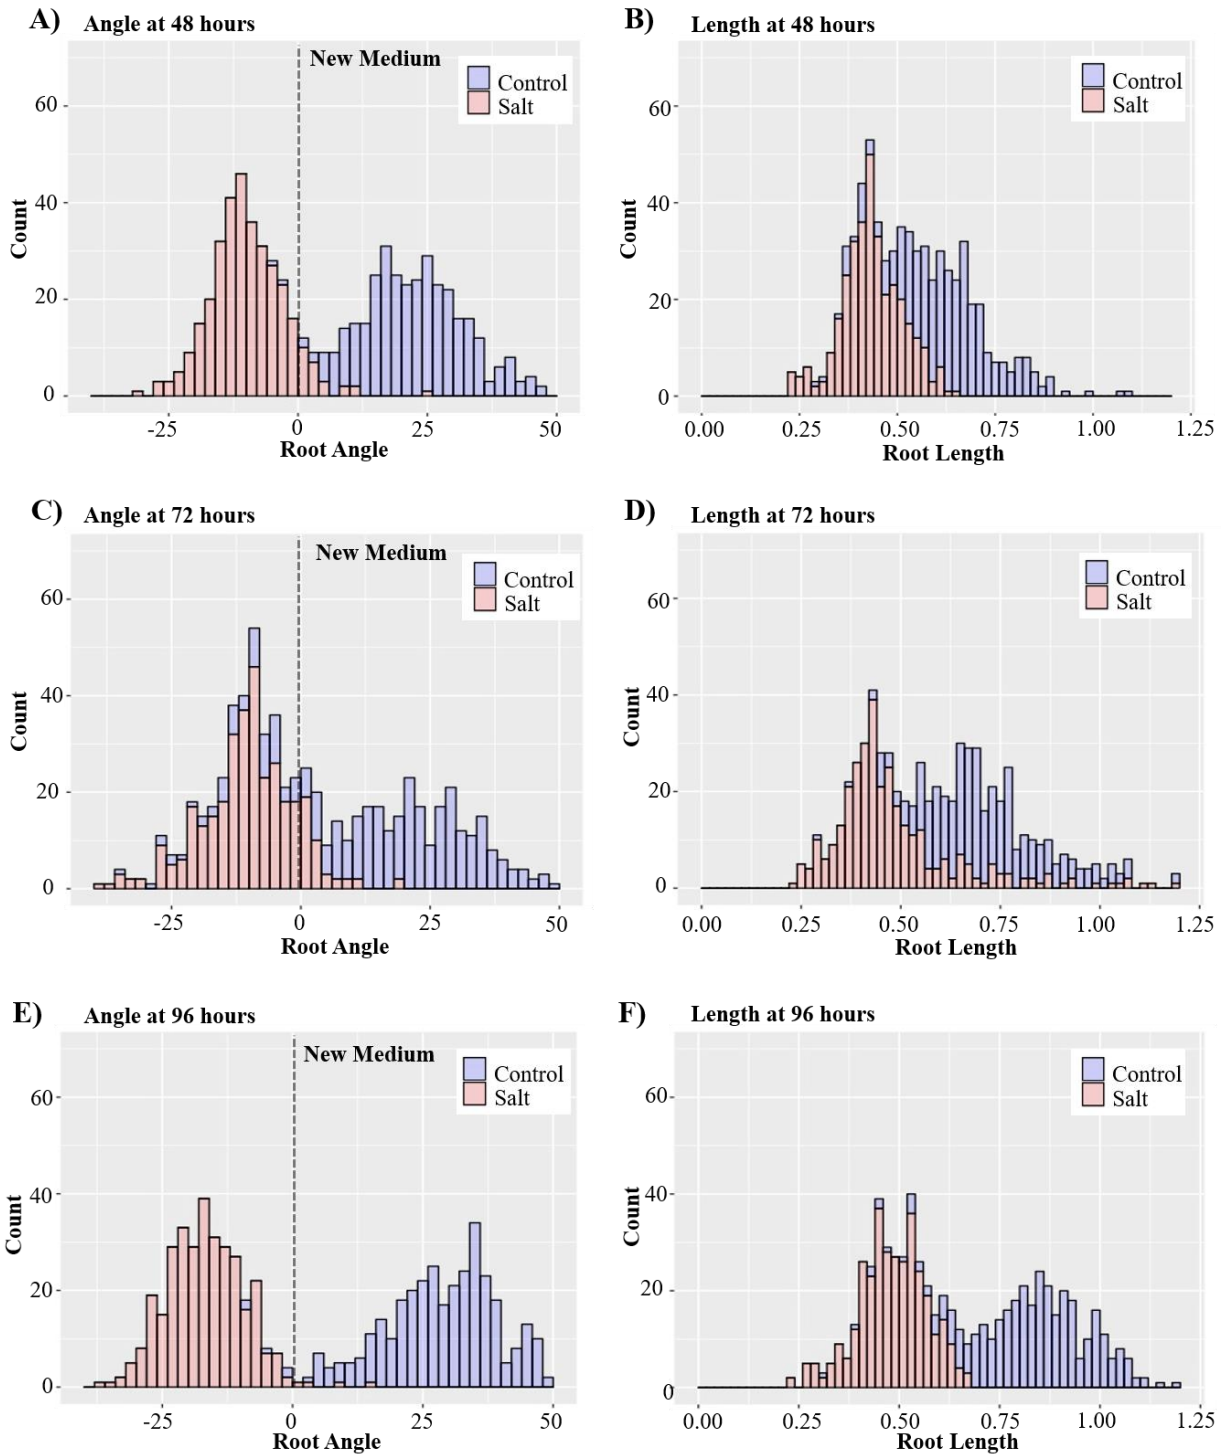 A) Angle at 48 hours
New Medium
Control
Salt
60
40
20
0
Count
-25 0 25 50
Root Angle
B) Length at 48 hours
Control
Salt
60
40
20
0
Count
0.00 0.25 0.50 0.75 1.00 1.25
Root Length
C) Angle at 72 hours
New Medium
Control
Salt
60
40
20
0
Count
-25 0 25 50
Root Angle
D) Length at 72 hours
Control
Salt
60
40
20
0
Count
0.00 0.25 0.50 0.75 1.00 1.25
Root Length
E) Angle at 96 hours
New Medium
Control
Salt
60
40
20
0
Count
-25 0 25 50
Root Angle
F) Length at 96 hours
Control
Salt
60
40
20
0
Count
0.00 0.25 0.50 0.75 1.00 1.25
Root Length